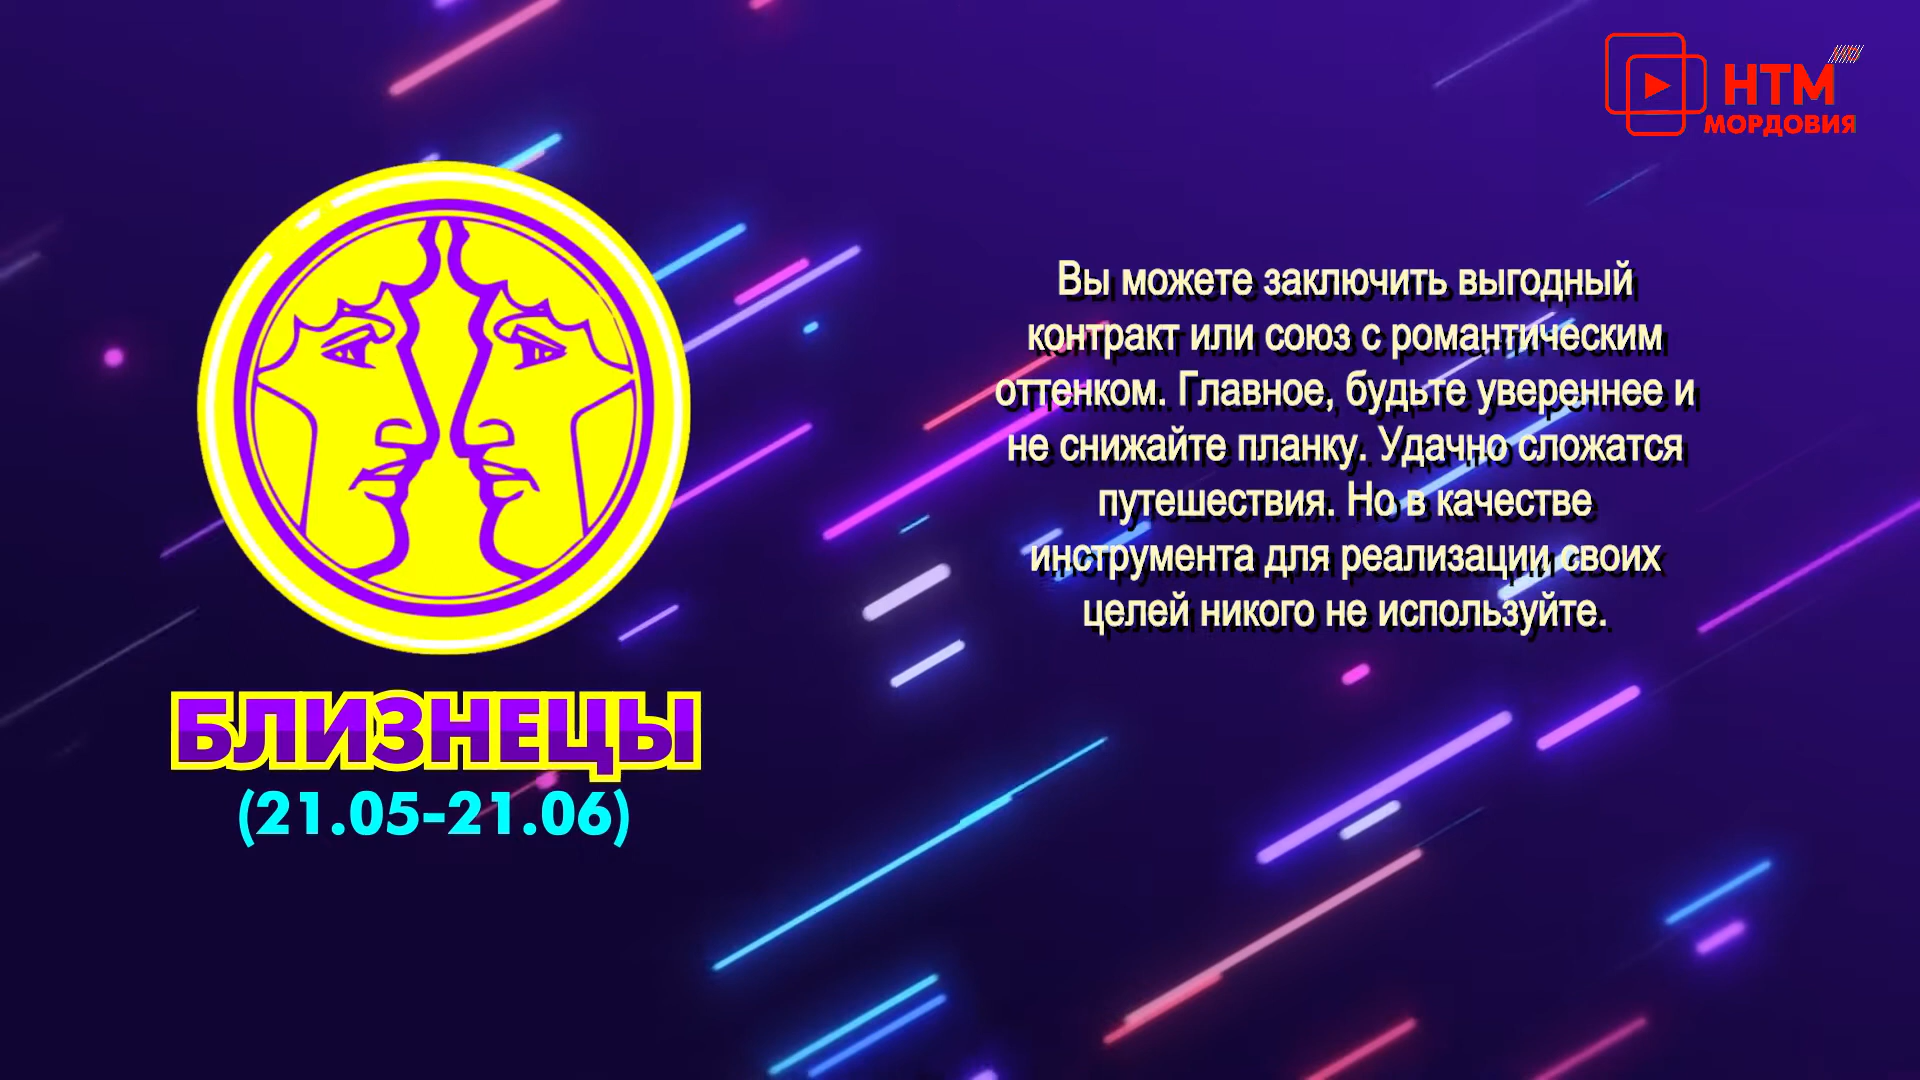 НТМ
МОРДОВИЯ
Вы можете заключить выгодный
контракт или союз с романтическим
оттенком. Главное, будьте увереннее и
не снижайте планку. Удачно сложатся
путешествия. Но в качестве
инструмента для реализации своих
целей никого не используйте.
БЛИЗНЕЦЫ
(21.05-21.06)